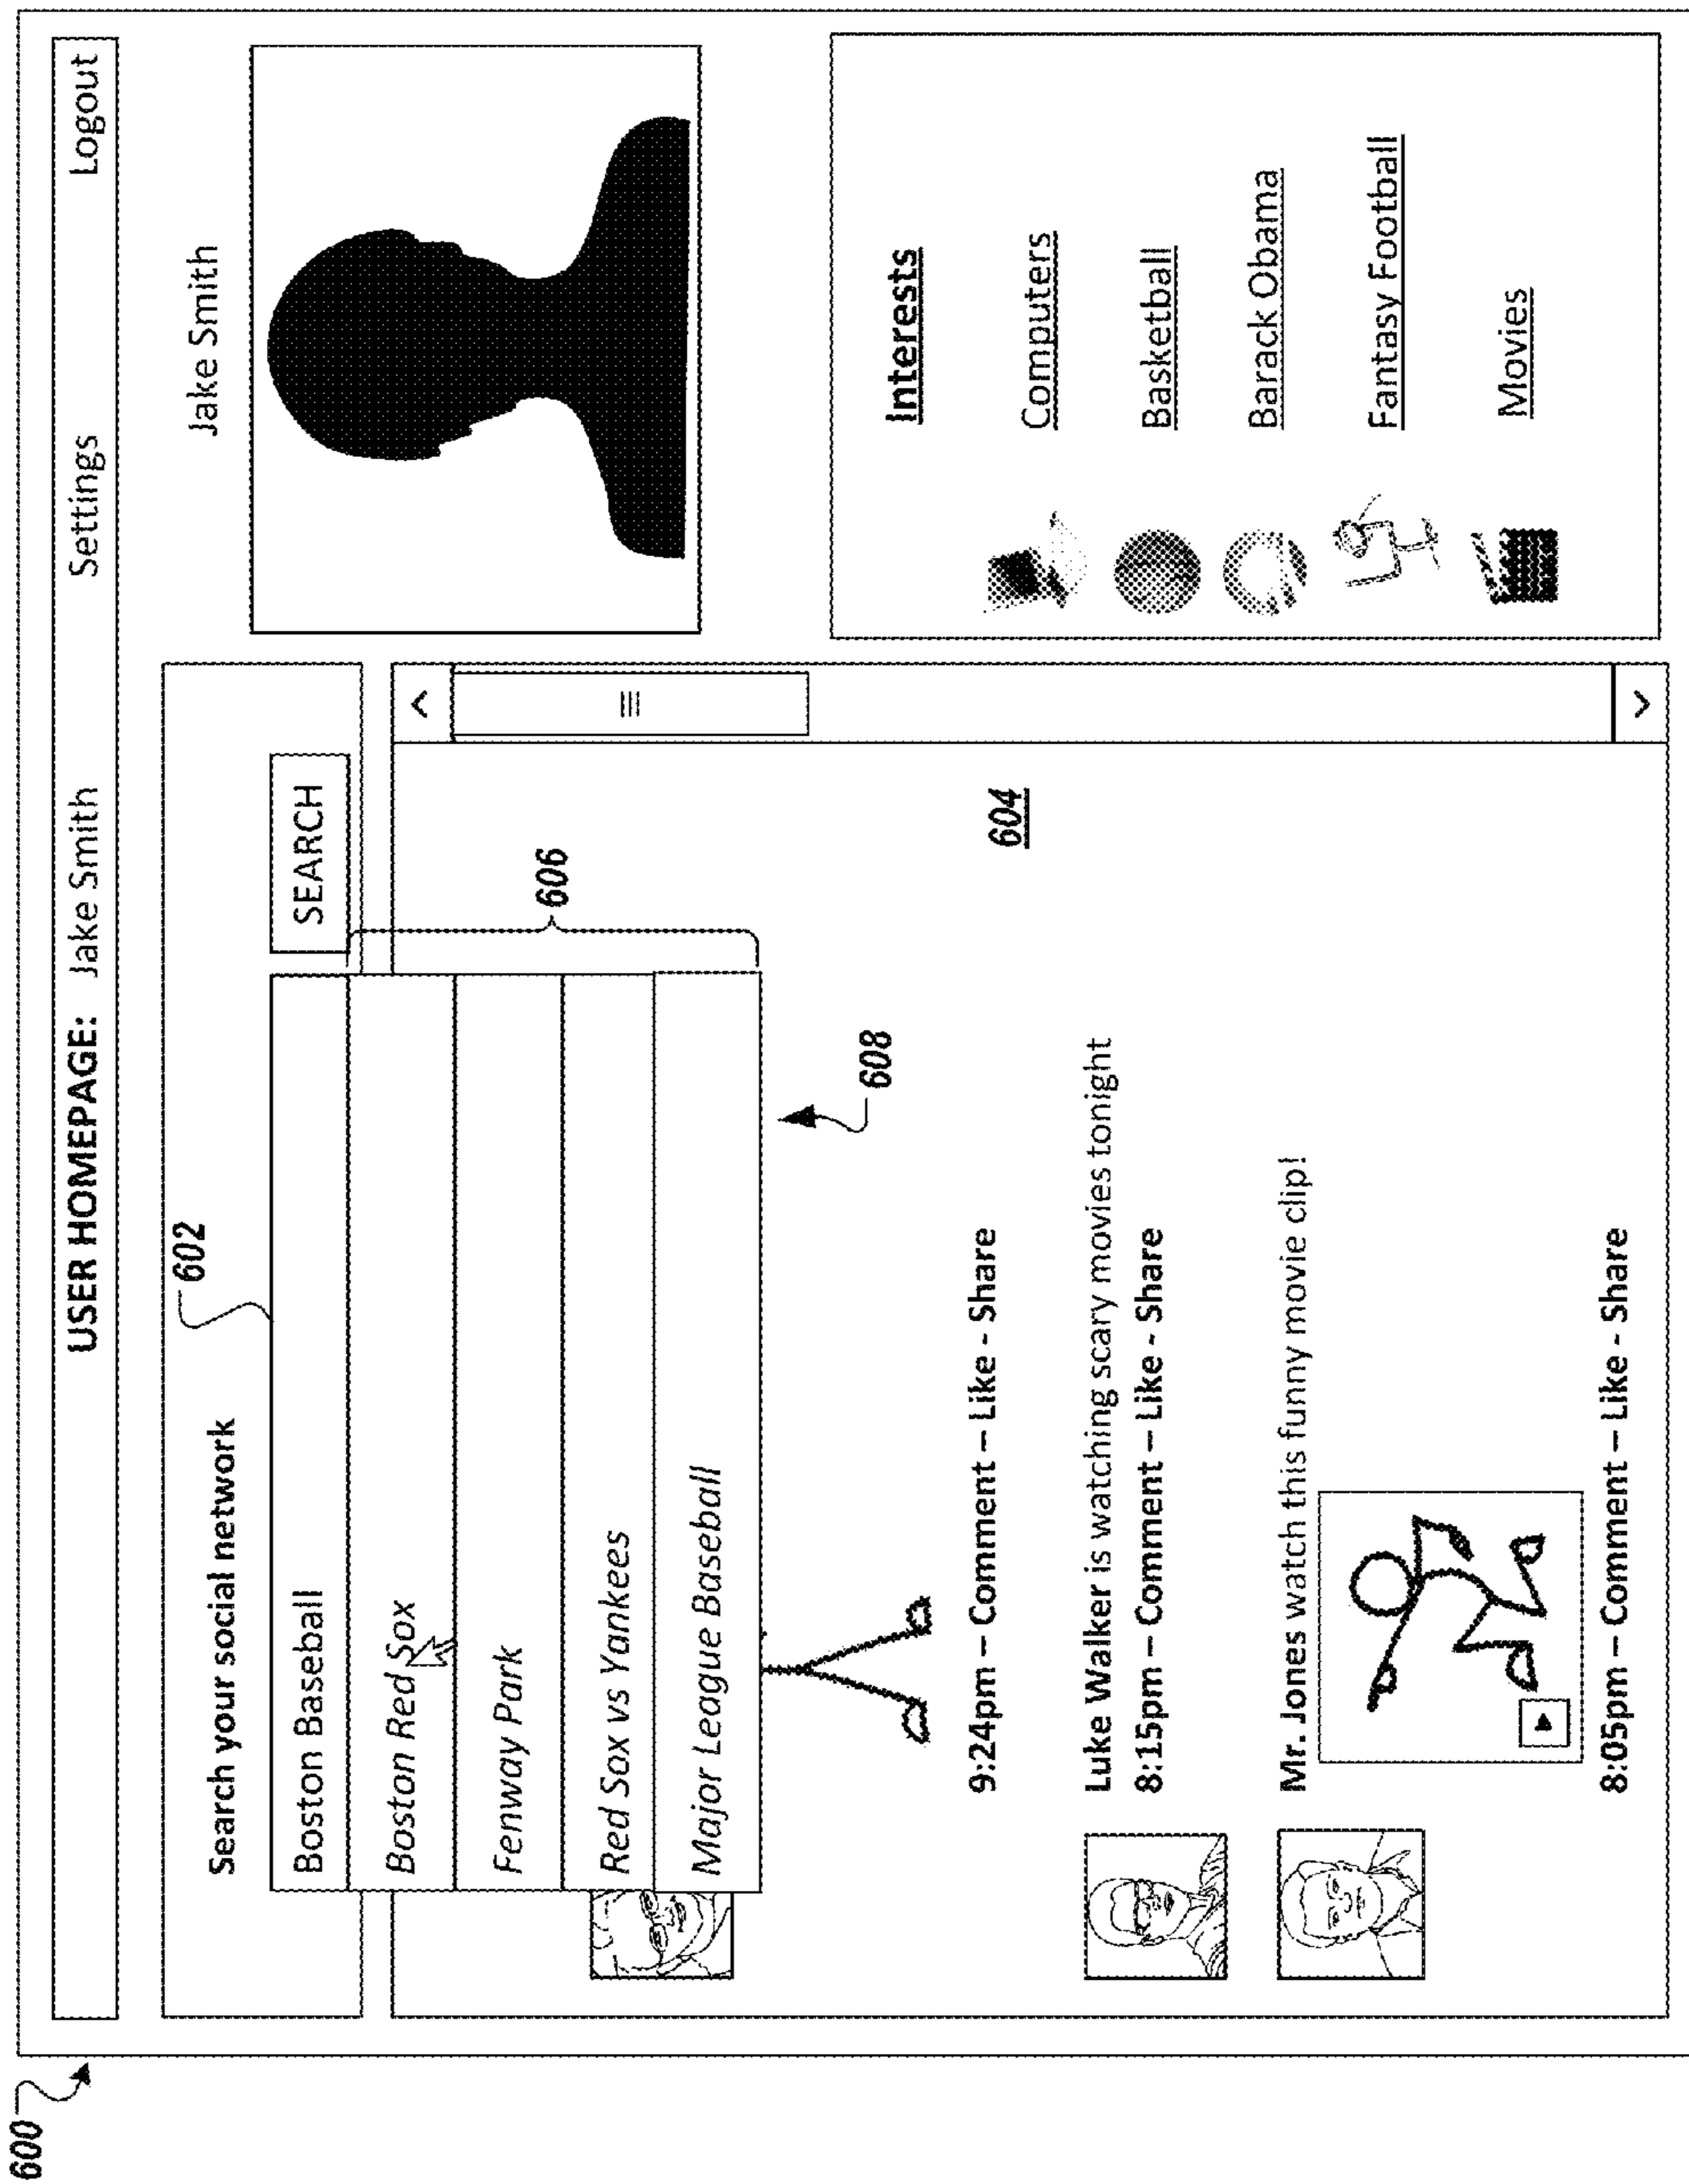 600
USER HOMEPAGE: Jake Smith Settings Logout
602
Search your social network
Boston Baseball SEARCH
Boston Red Sox
Fenway Park
Red Sox vs Yankees
Major League Baseball
606
608
604
9:24pm – Comment – Like - Share
Luke Walker is watching scary movies tonight
8:15pm – Comment – Like - Share
Mr. Jones watch this funny movie clip!
8:05pm – Comment – Like - Share
Jake Smith
Interests
Computers
Basketball
Barack Obama
Fantasy Football
Movies